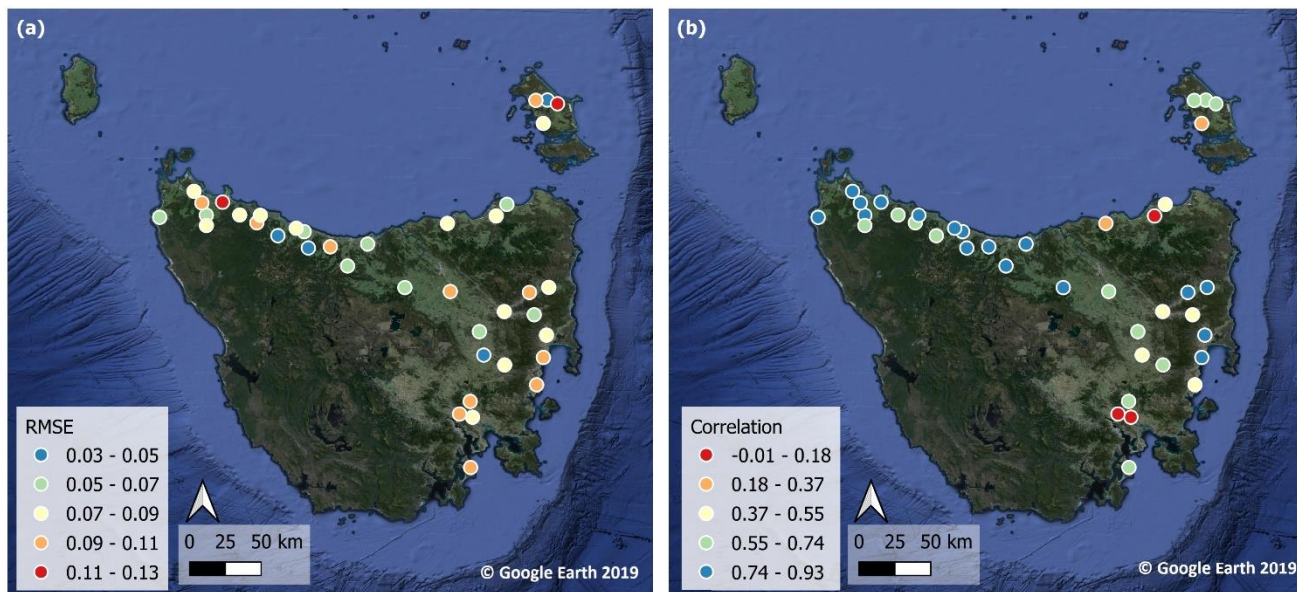 (a)
RMSE
0.03 - 0.05
0.05 - 0.07
0.07 - 0.09
0.09 - 0.11
0.11 - 0.13
0 25 50 km
© Google Earth 2019
(b)
Correlation
-0.01 - 0.18
0.18 - 0.37
0.37 - 0.55
0.55 - 0.74
0.74 - 0.93
0 25 50 km
© Google Earth 2019